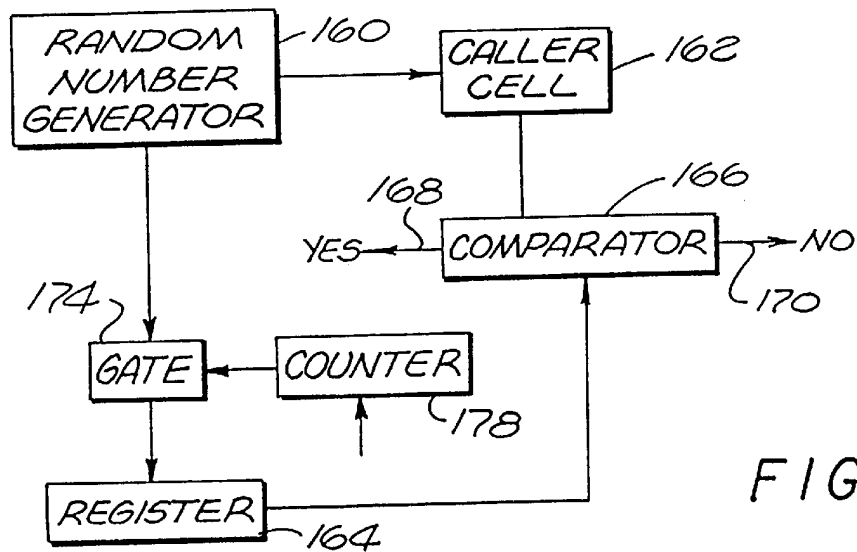 RANDOM
NUMBER
GENERATOR
160
CALLER
CELL
162
168
166
YES
COMPARATOR
NO
170
174
GATE
COUNTER
178
REGISTER
164
FIG